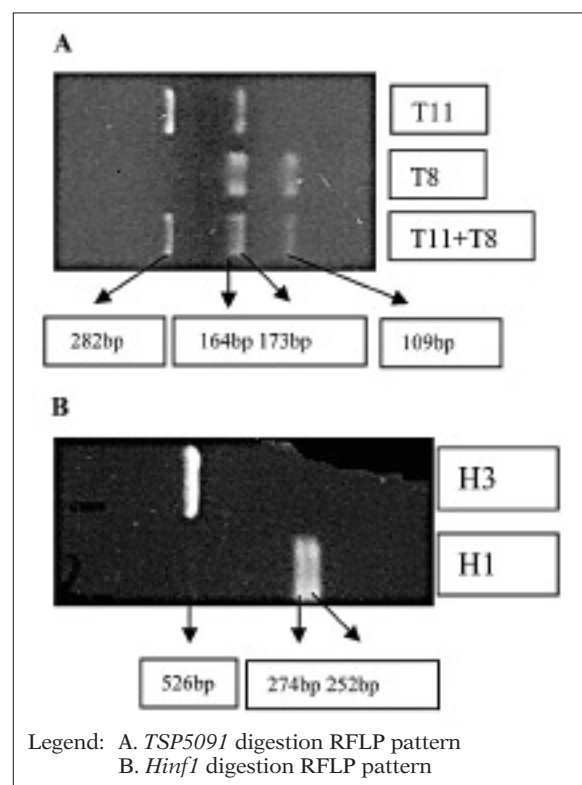 A
T11
T8
T11+T8
282bp
164bp 173bp
109bp
B
H3
H1
526bp
274bp 252bp
Legend: A. TSP5091 digestion RFLP pattern
B. Hinf1 digestion RFLP pattern